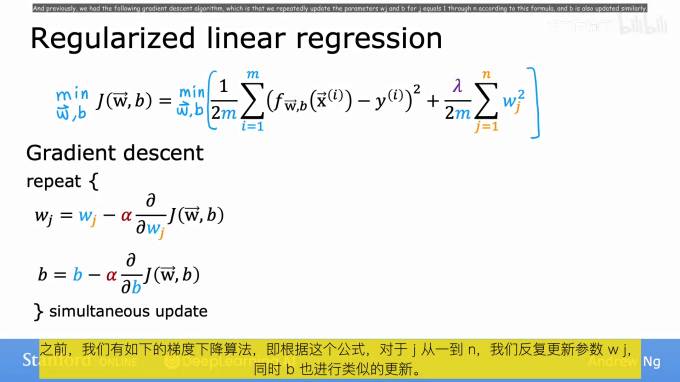 And previously, we had the following gradient descent algorithm, which is that we repeatedly update the parameters wj and b for j equals 1 through n according to this formula, and b is also updated similarly.
Regularized linear regression
min w⃗,b J(w⃗, b) = min w⃗,b ( 1/2m ∑_{i=1}^{m} (f_{w⃗,b}(x⃗^{(i)}) − y^{(i)})² + λ/2m ∑_{j=1}^{n} w_j² )
Gradient descent
repeat {
w_j = w_j − α ∂/∂w_j J(w⃗, b)
b = b − α ∂/∂b J(w⃗, b)
} simultaneous update
之前，我们有如下的梯度下降算法，即根据这个公式，对于 j 从一到 n，我们反复更新参数 w j，
同时 b 也进行类似的更新。
Stanford ONLINE Andrew Ng
bilibili